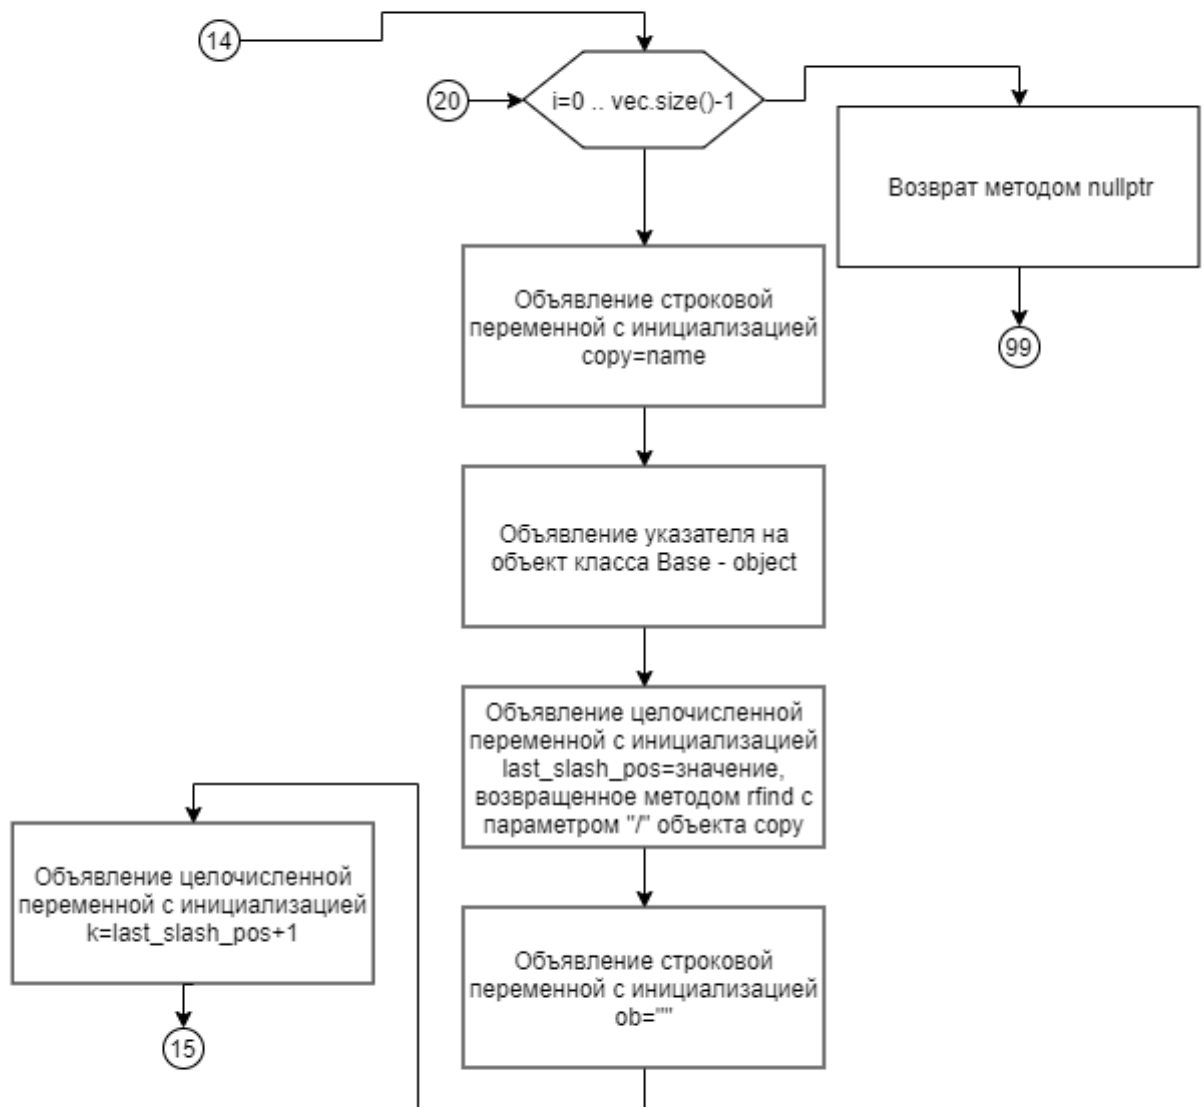 14
20
i=0 .. vec.size()-1
Возврат методом nullptr
99
Объявление строковой
переменной с инициализацией
copy=name
Объявление указателя на
объект класса Base - object
Объявление целочисленной
переменной с инициализацией
last_slash_pos=значение,
возвращенное методом rfind с
параметром "/" объекта copy
Объявление строковой
переменной с инициализацией
ob=""
Объявление целочисленной
переменной с инициализацией
k=last_slash_pos+1
15